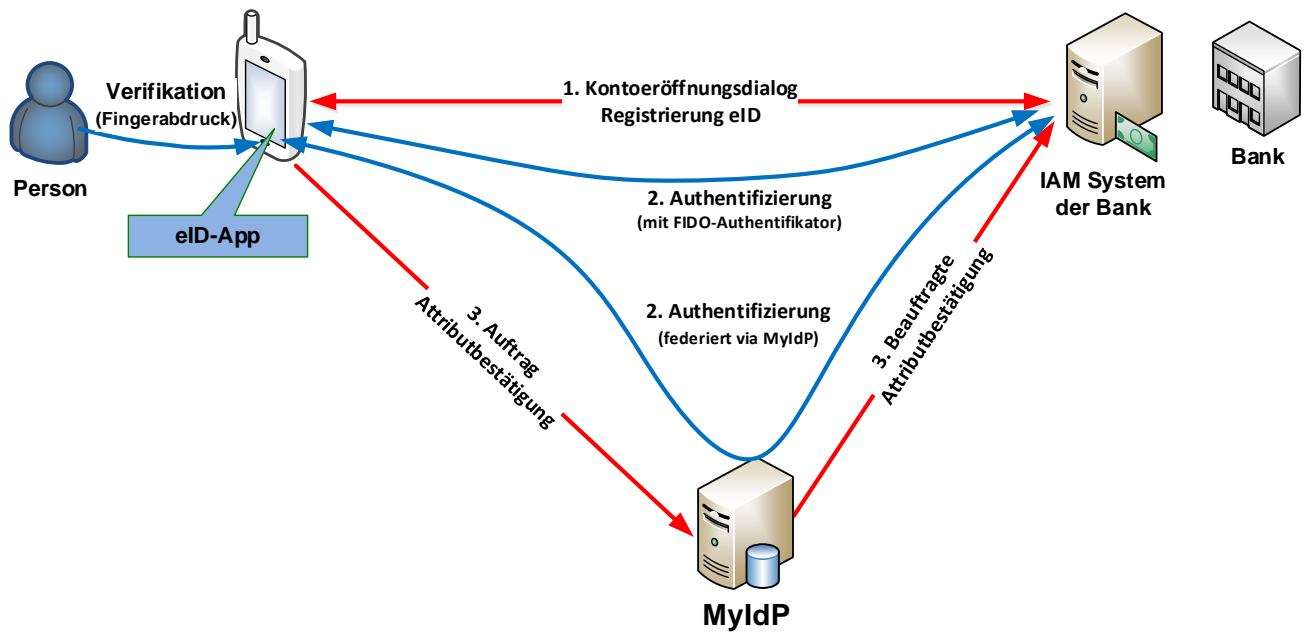 Verifikation
(Fingerabdruck)
Person
eID-App
1. Kontoeröffnungsdialog
Registrierung eID
2. Authentifizierung
(mit FIDO-Authentifikator)
IAM System
der Bank
Bank
2. Authentifizierung
(federiert via MyIdP)
3. Auftrag
Attributbestätigung
3. Beauftragte
Attributbestätigung
MyIdP